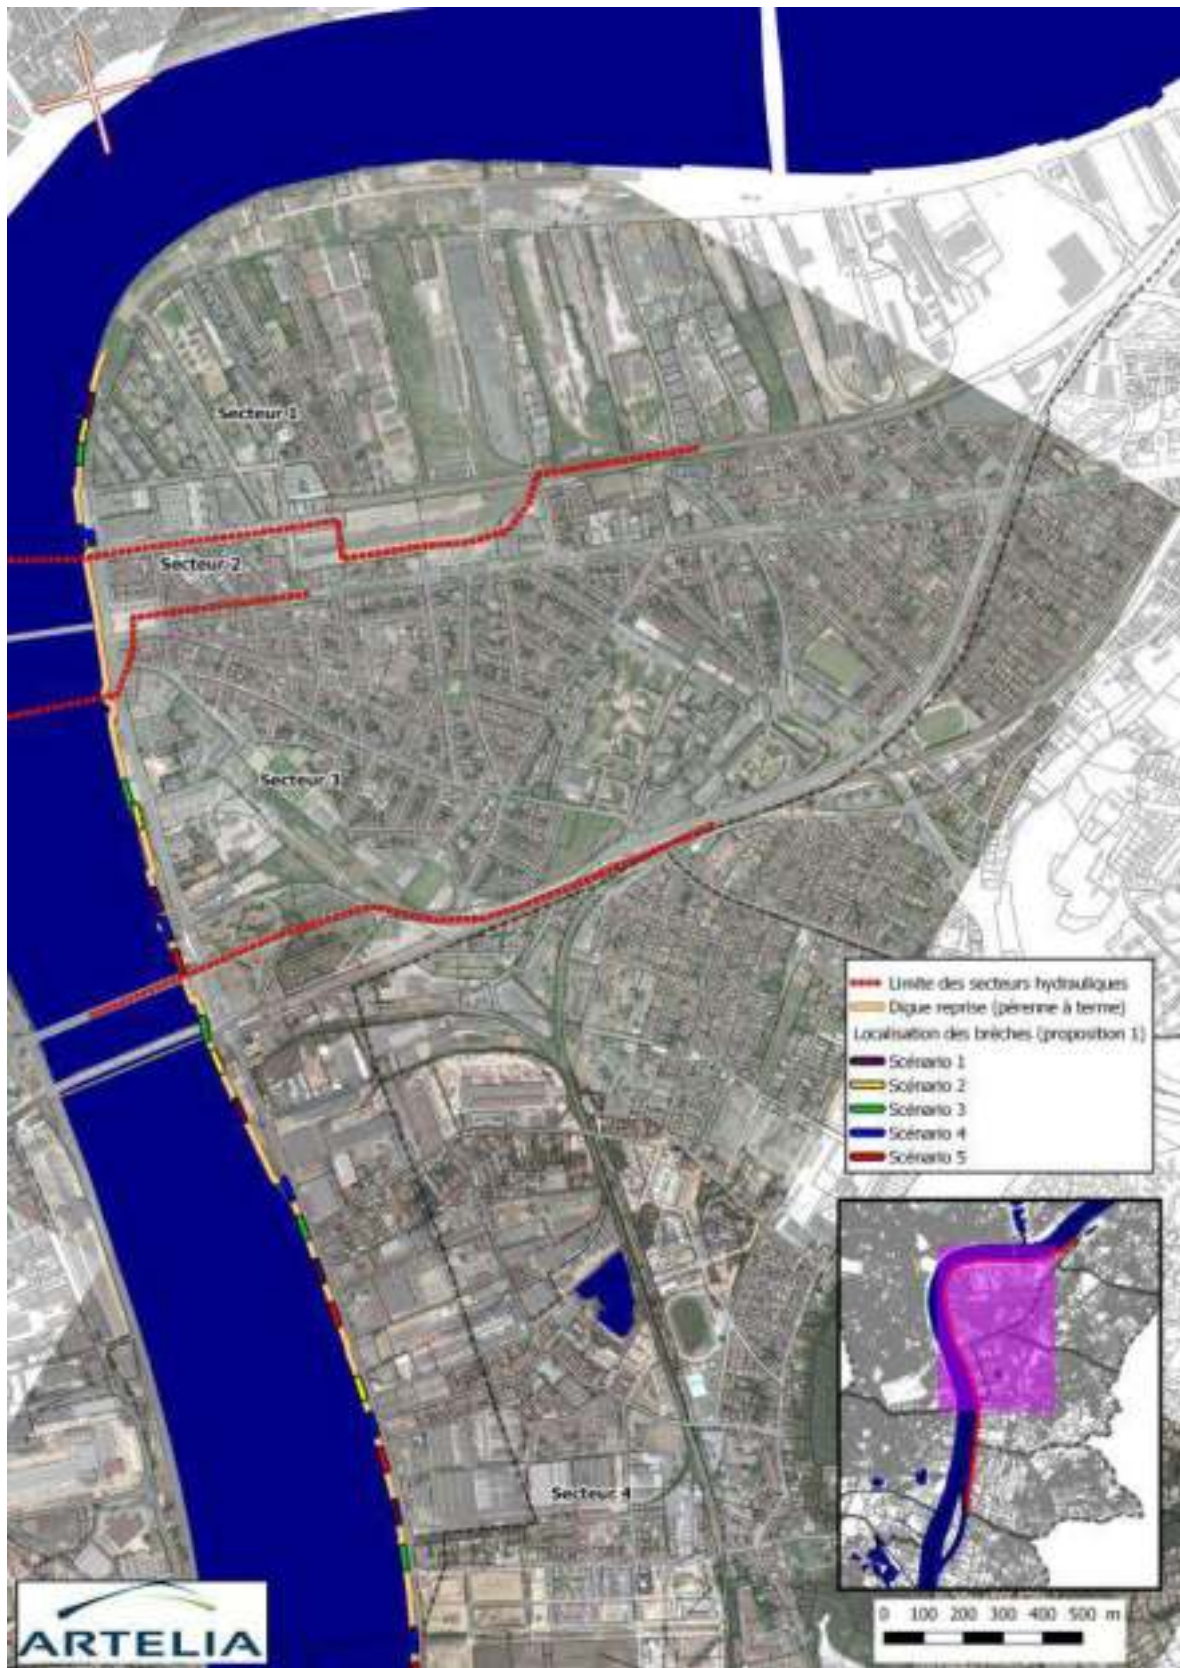 Secteur 1
Secteur 2
Secteur 3
Limite des secteurs hydrauliques
Digue reprise (pérenne à terme)
Localisation des brèches (proposition 1)
Scénario 1
Scénario 2
Scénario 3
Scénario 4
Scénario 5
Secteur 4
0 100 200 300 400 500 m
ARTELIA